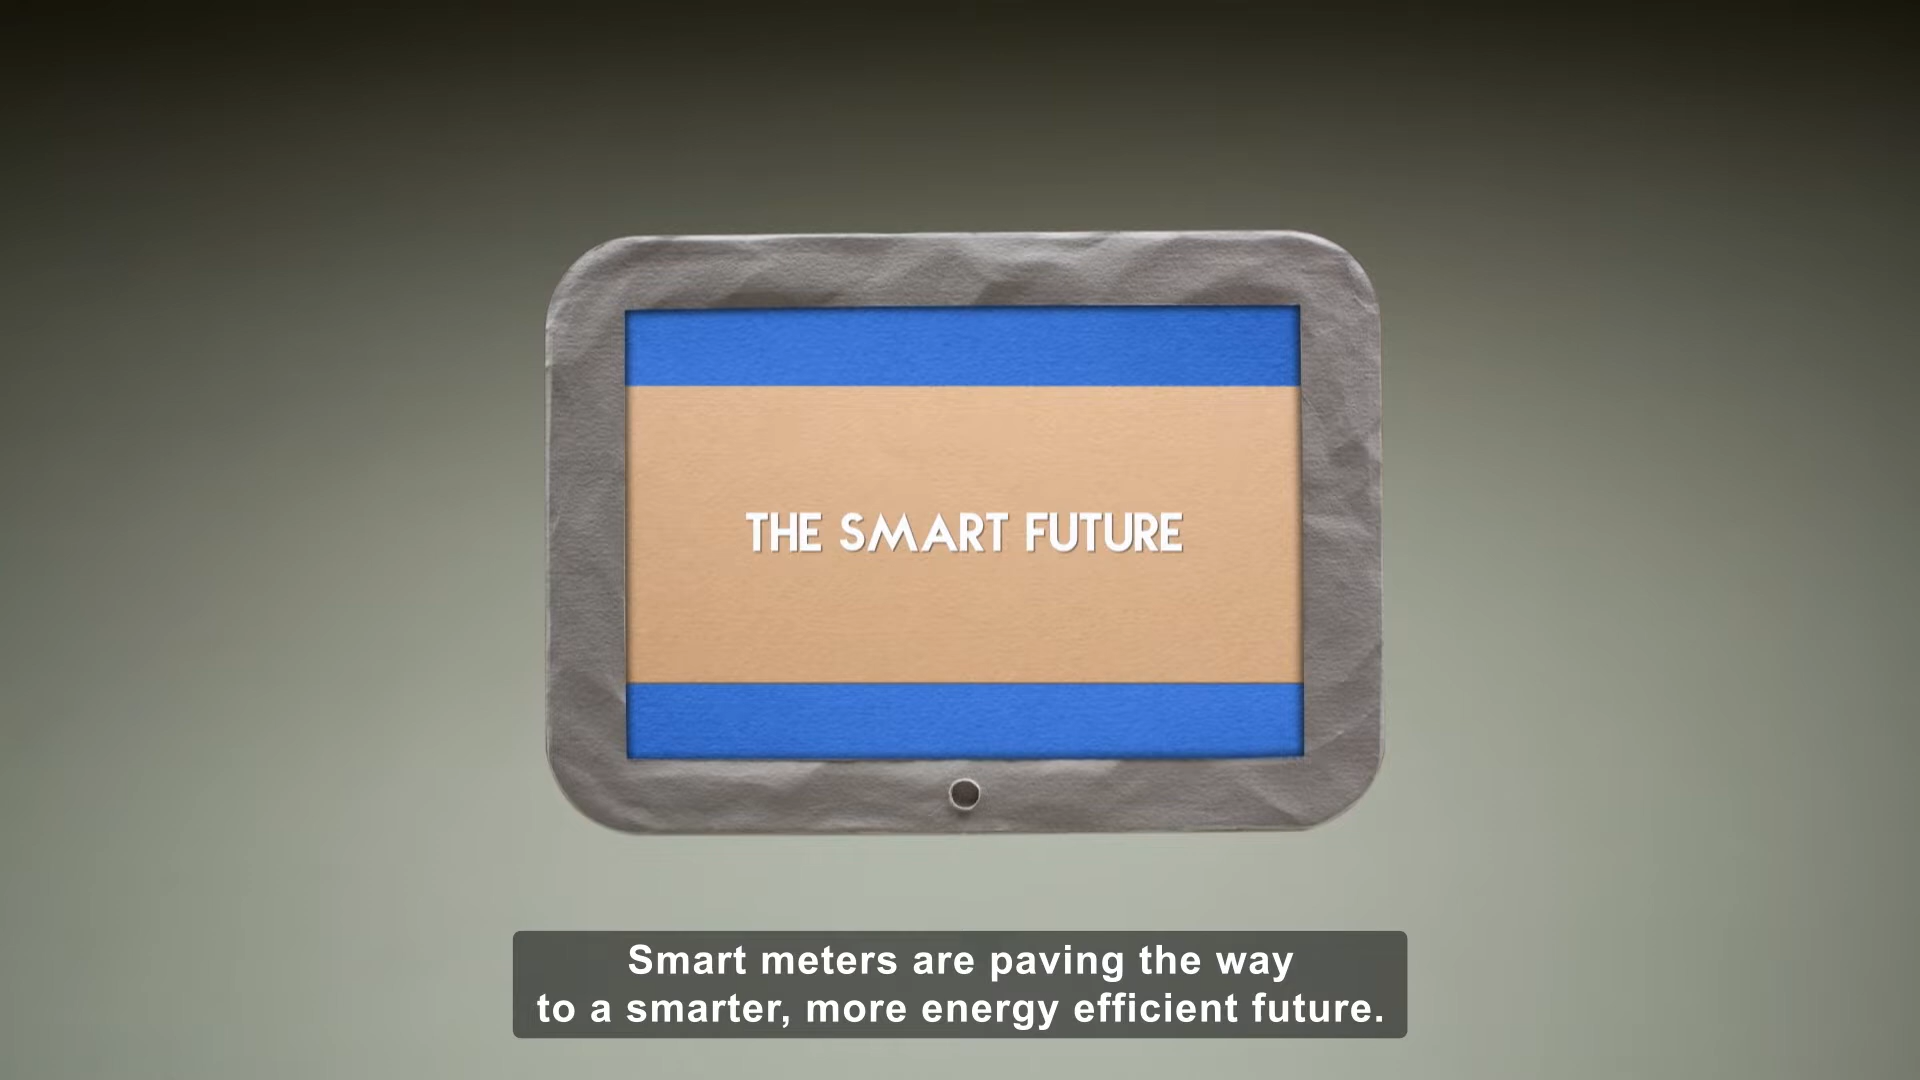 THE SMART FUTURE
Smart meters are paving the way
to a smarter, more energy efficient future.